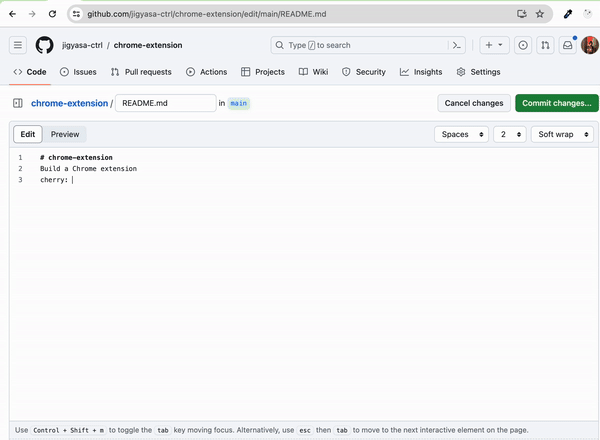 github.com/jigyasa-ctrl/chrome-extension/edit/main/README.md
jigyasa-ctrl / chrome-extension
Type / to search
Code Issues Pull requests Actions Projects Wiki Security Insights Settings
chrome-extension / README.md in main
Cancel changes Commit changes...
Edit Preview Spaces 2 Soft wrap
1 # chrome-extension
2 Build a Chrome extension
3 cherry:
Use Control + Shift + m to toggle the tab key moving focus. Alternatively, use esc then tab to move to the next interactive element on the page.